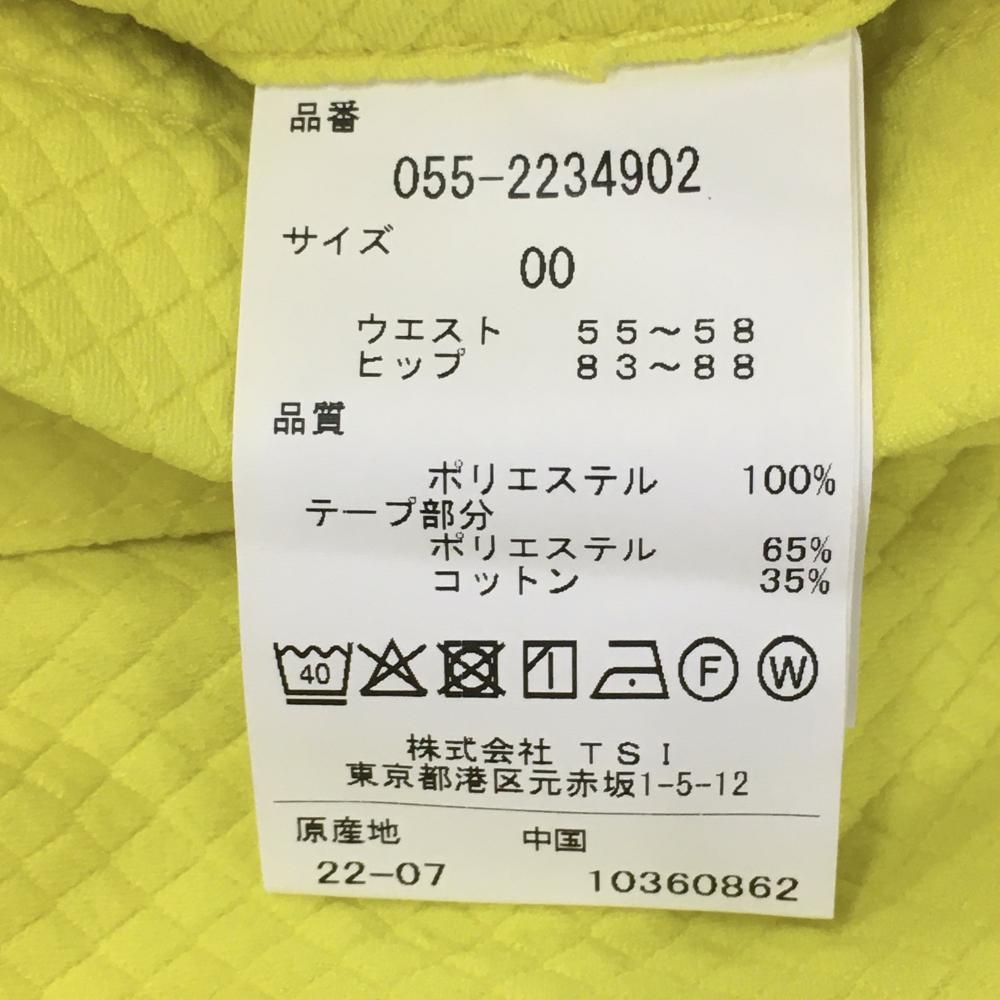 品番
055-2234902
サイズ
00
ウエスト 55～58
ヒップ 83～88
品質
ポリエステル 100%
テープ部分
ポリエステル 65%
コットン 35%
40 F W
株式会社 TSI
東京都港区元赤坂1-5-12
原産地 中国
22-07 10360862